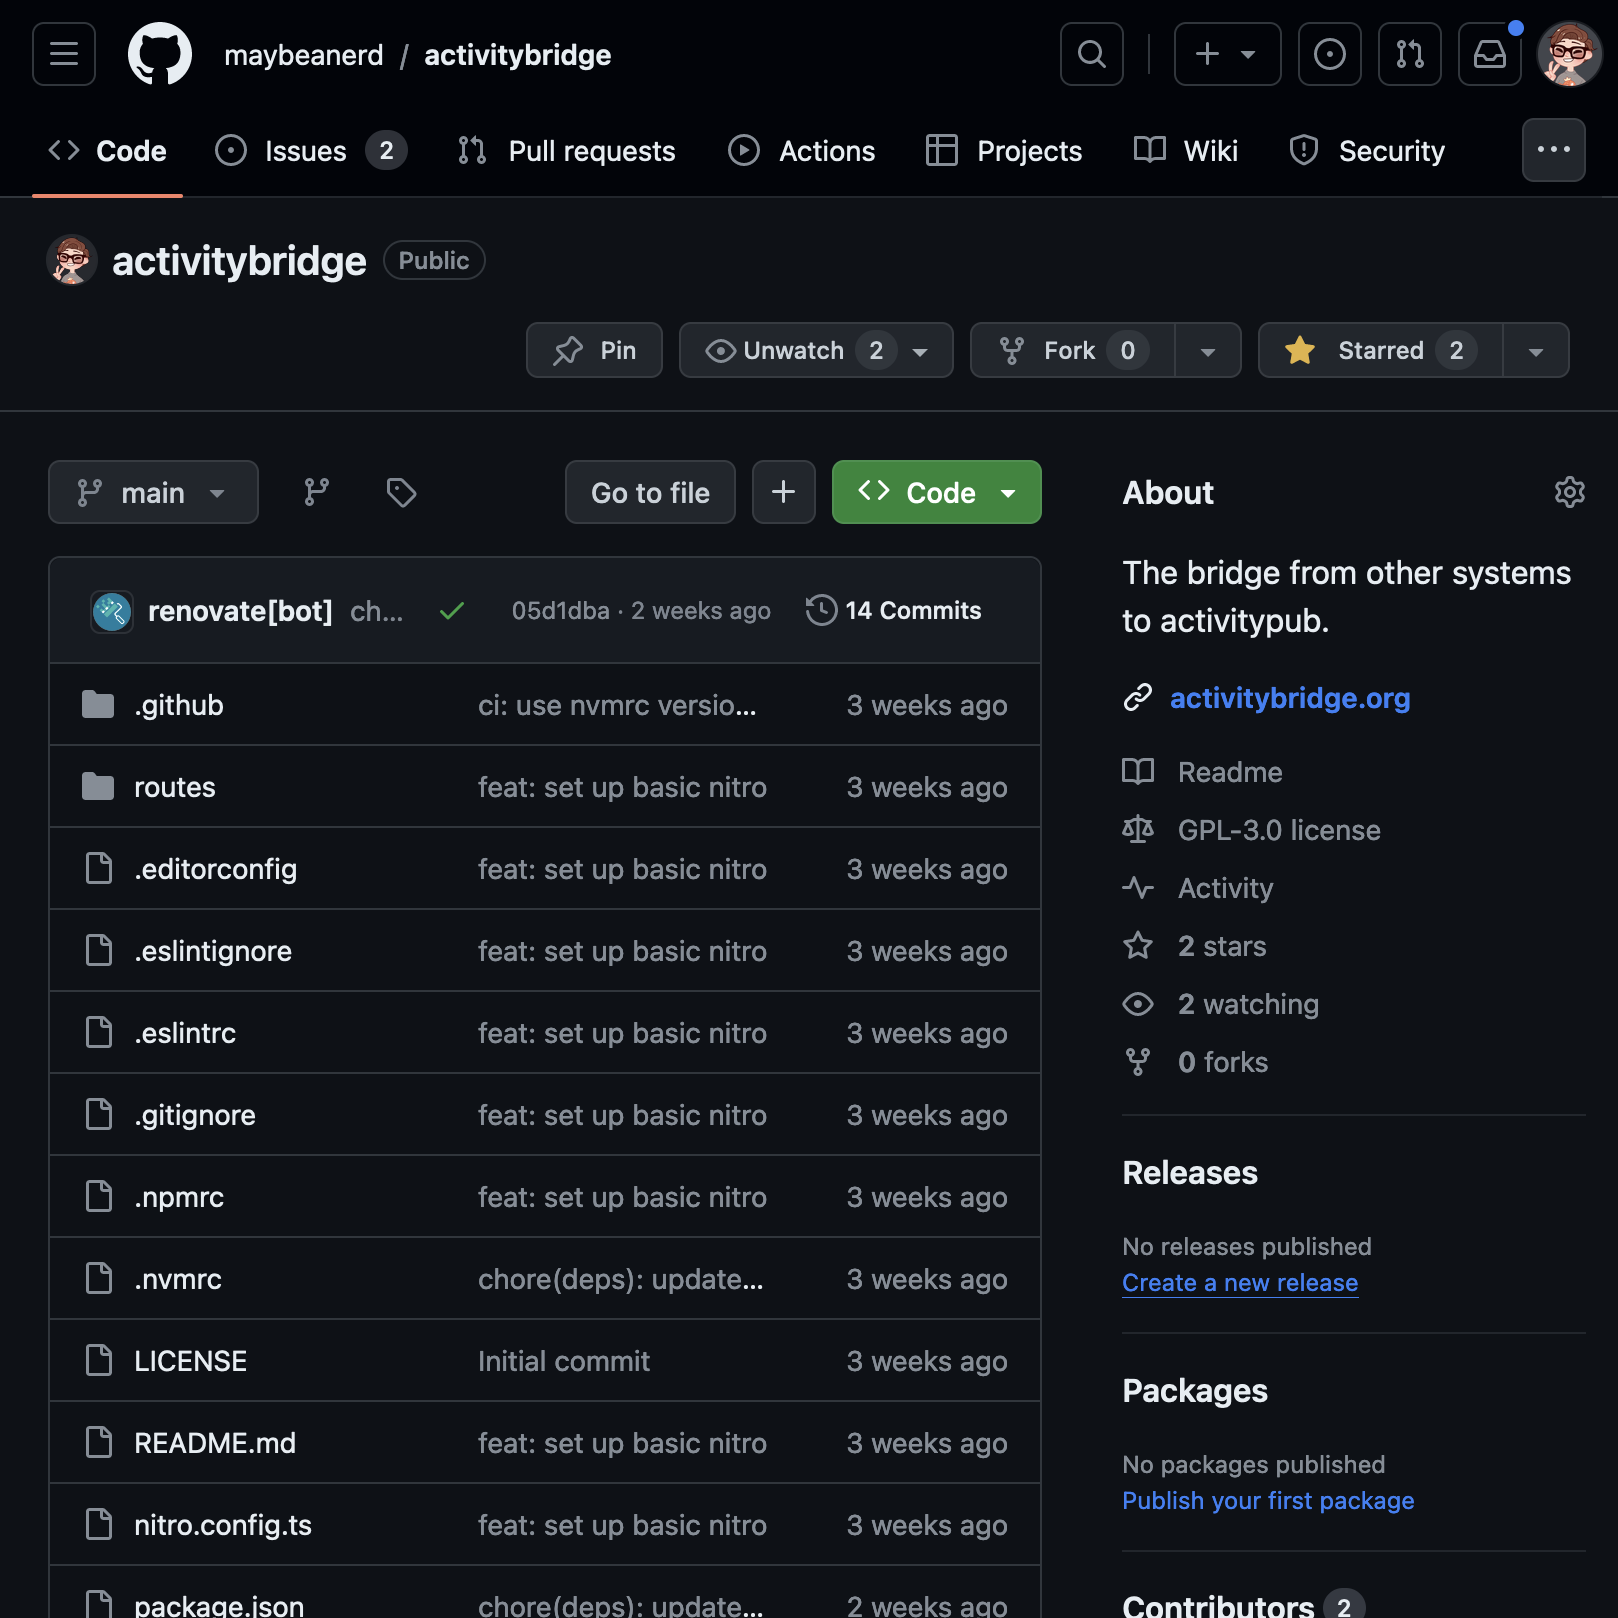 maybeanerd / activitybridge
Code Issues 2 Pull requests Actions Projects Wiki Security
activitybridge Public
Pin Unwatch 2 Fork 0 Starred 2
main Go to file Code
renovate[bot] ch... 05d1dba · 2 weeks ago 14 Commits
.github ci: use nvmrc versio... 3 weeks ago
routes feat: set up basic nitro 3 weeks ago
.editorconfig feat: set up basic nitro 3 weeks ago
.eslintignore feat: set up basic nitro 3 weeks ago
.eslintrc feat: set up basic nitro 3 weeks ago
.gitignore feat: set up basic nitro 3 weeks ago
.npmrc feat: set up basic nitro 3 weeks ago
.nvmrc chore(deps): update... 3 weeks ago
LICENSE Initial commit 3 weeks ago
README.md feat: set up basic nitro 3 weeks ago
nitro.config.ts feat: set up basic nitro 3 weeks ago
package.json chore(deps): update... 2 weeks ago
About
The bridge from other systems
to activitypub.
activitybridge.org
Readme
GPL-3.0 license
Activity
2 stars
2 watching
0 forks
Releases
No releases published
Create a new release
Packages
No packages published
Publish your first package
Contributors 2